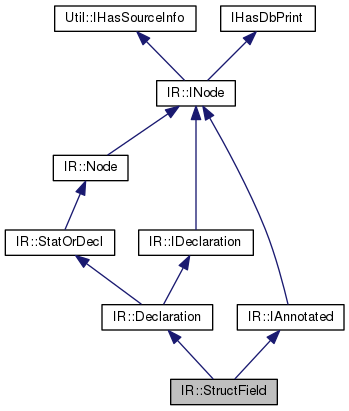 Util::IHasSourceInfo
IHasDbPrint
IR::INode
IR::Node
IR::StatOrDecl
IR::IDeclaration
IR::Declaration
IR::IAnnotated
IR::StructField